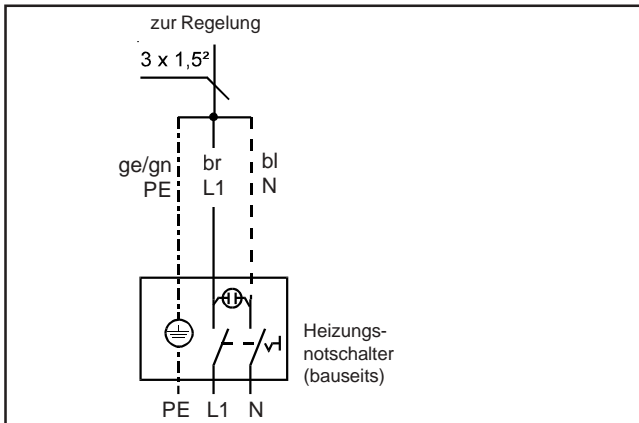 zur Regelung
3 x 1,5²
ge/gn
PE
br
L1
bl
N
Heizungs-
notschalter
(bauseits)
PE L1 N